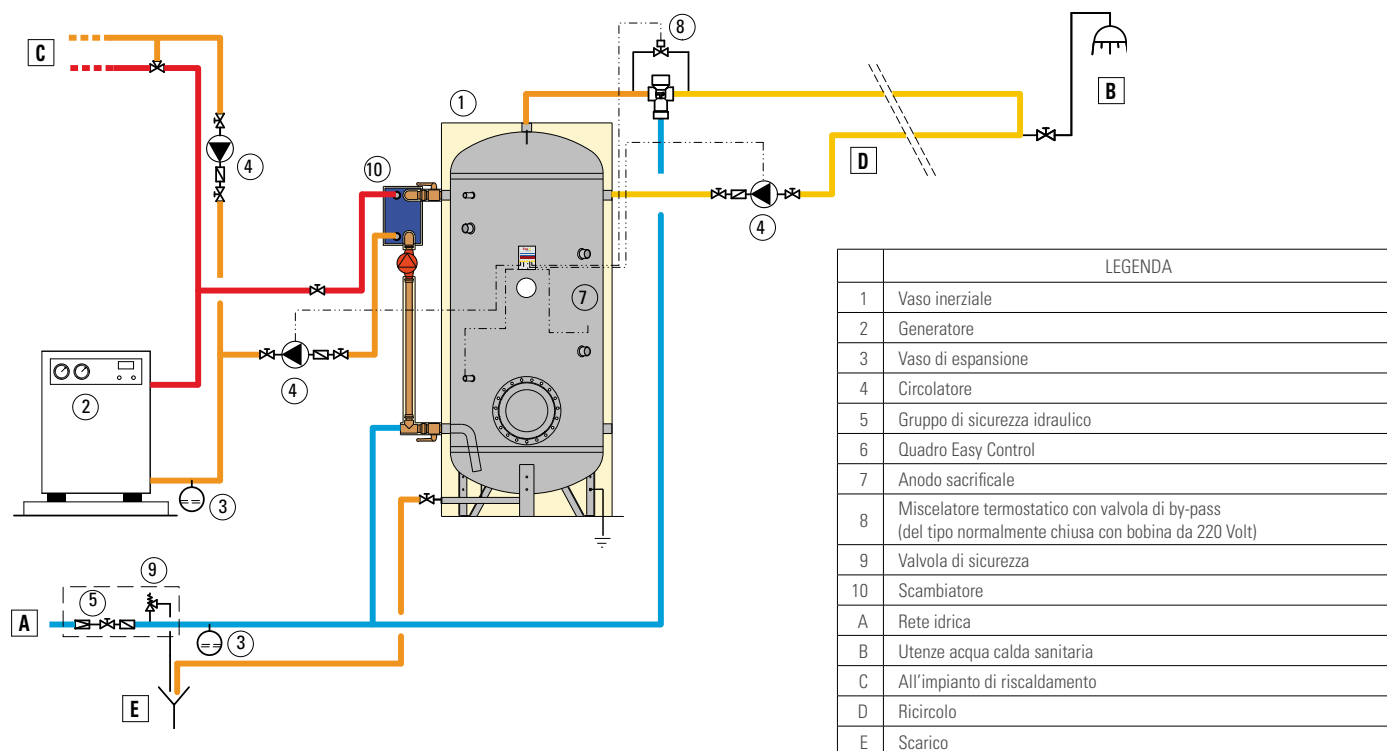 C
8
1
B
4
10
D
4
7
2
4
3
9
5
A
3
E
LEGENDA
1 Vaso inerziale
2 Generatore
3 Vaso di espansione
4 Circolatore
5 Gruppo di sicurezza idraulico
6 Quadro Easy Control
7 Anodo sacrificale
8 Miscelatore termostatico con valvola di by-pass
(del tipo normalmente chiusa con bobina da 220 Volt)
9 Valvola di sicurezza
10 Scambiatore
A Rete idrica
B Utenze acqua calda sanitaria
C All'impianto di riscaldamento
D Ricircolo
E Scarico